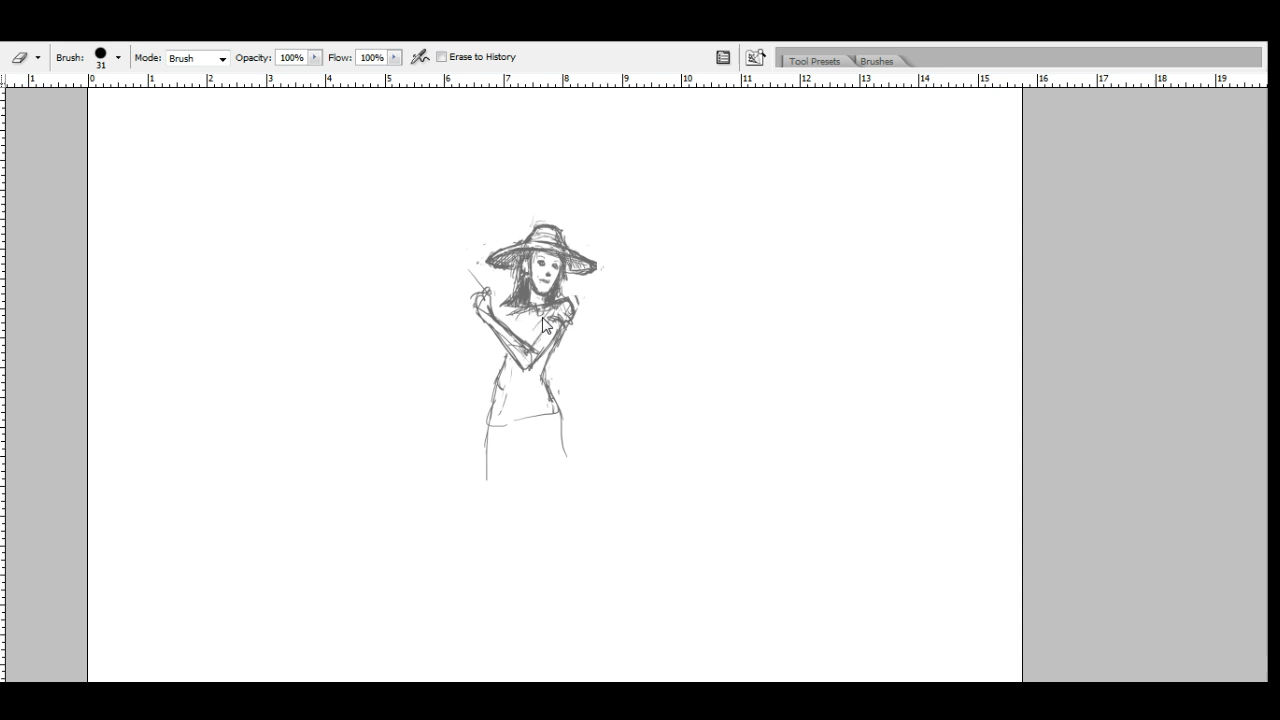 Brush: 31 Mode: Brush Opacity: 100% Flow: 100% Erase to History Tool Presets Brushes
1 0 1 2 3 4 5 6 7 8 9 10 11 12 13 14 15 16 17 18 19